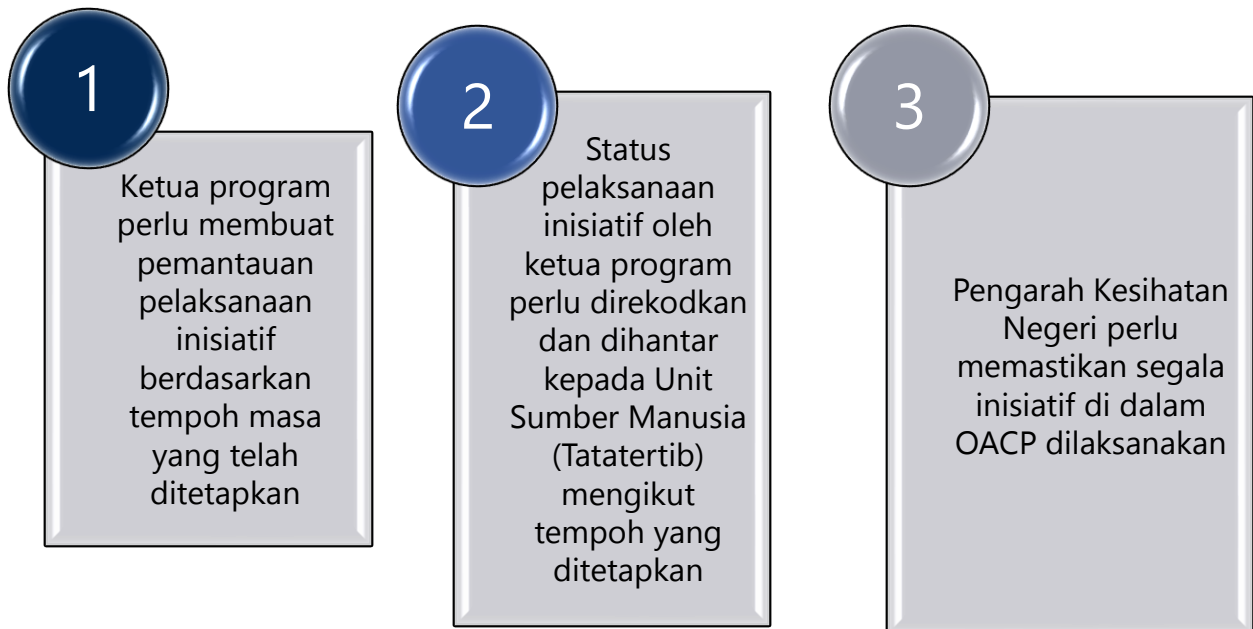 1
Ketua program
perlu membuat
pemantauan
pelaksanaan
inisiatif
berdasarkan
tempoh masa
yang telah
ditetapkan
2
Status
pelaksanaan
inisiatif oleh
ketua program
perlu direkodkan
dan dihantar
kepada Unit
Sumber Manusia
(Tatatertib)
mengikut
tempoh yang
ditetapkan
3
Pengarah Kesihatan
Negeri perlu
memastikan segala
inisiatif di dalam
OACP dilaksanakan